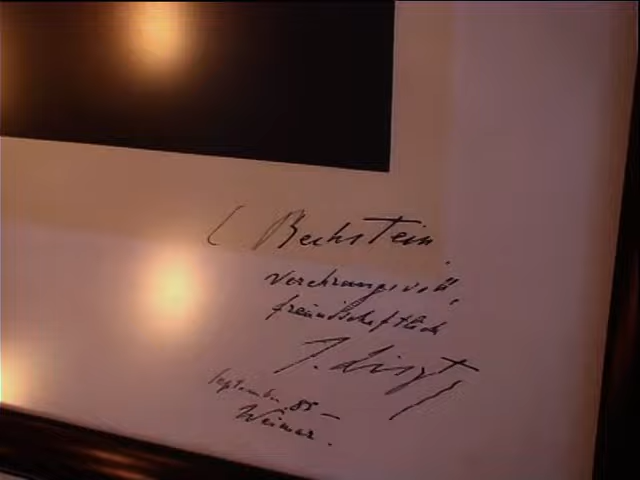 C Bechstein
verehrungsvoll,
freundschaftlich
F. Liszt
September 85 -
Weimar.